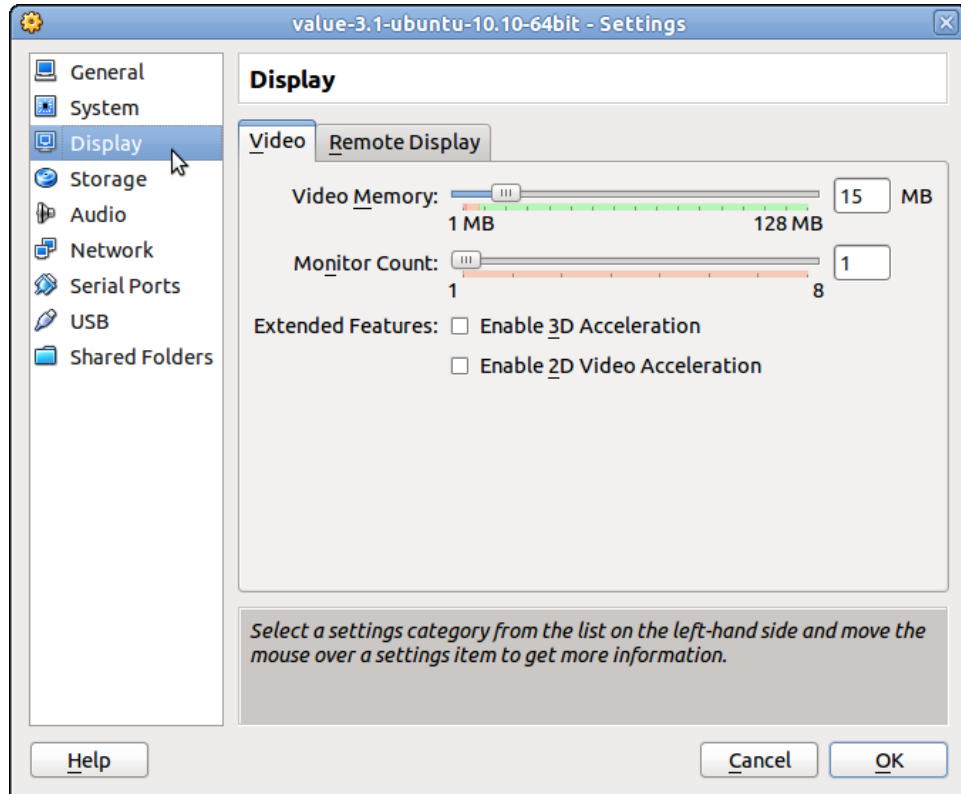 value-3.1-ubuntu-10.10-64bit - Settings
General
System
Display
Storage
Audio
Network
Serial Ports
USB
Shared Folders
Display
Video
Remote Display
Video Memory: 15 MB
1 MB 128 MB
Monitor Count: 1
1 8
Extended Features: Enable 3D Acceleration
Enable 2D Video Acceleration
Select a settings category from the list on the left-hand side and move the
mouse over a settings item to get more information.
Help Cancel OK